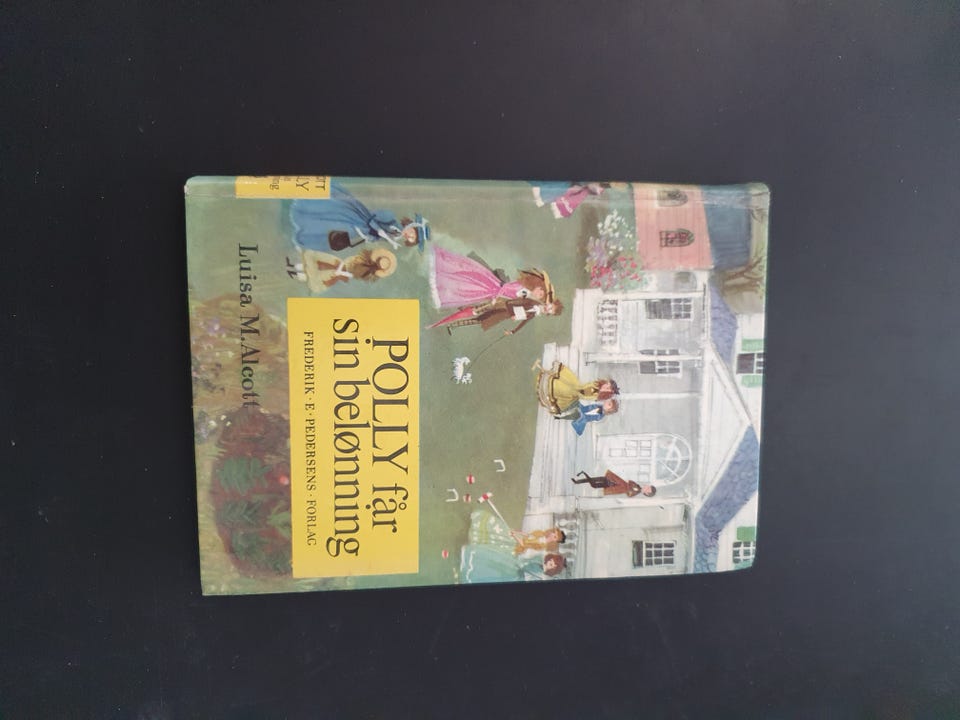 POLLY får
sin belønning
FREDERIK · E · PEDERSENS · FORLAG
Luisa M. Alcott